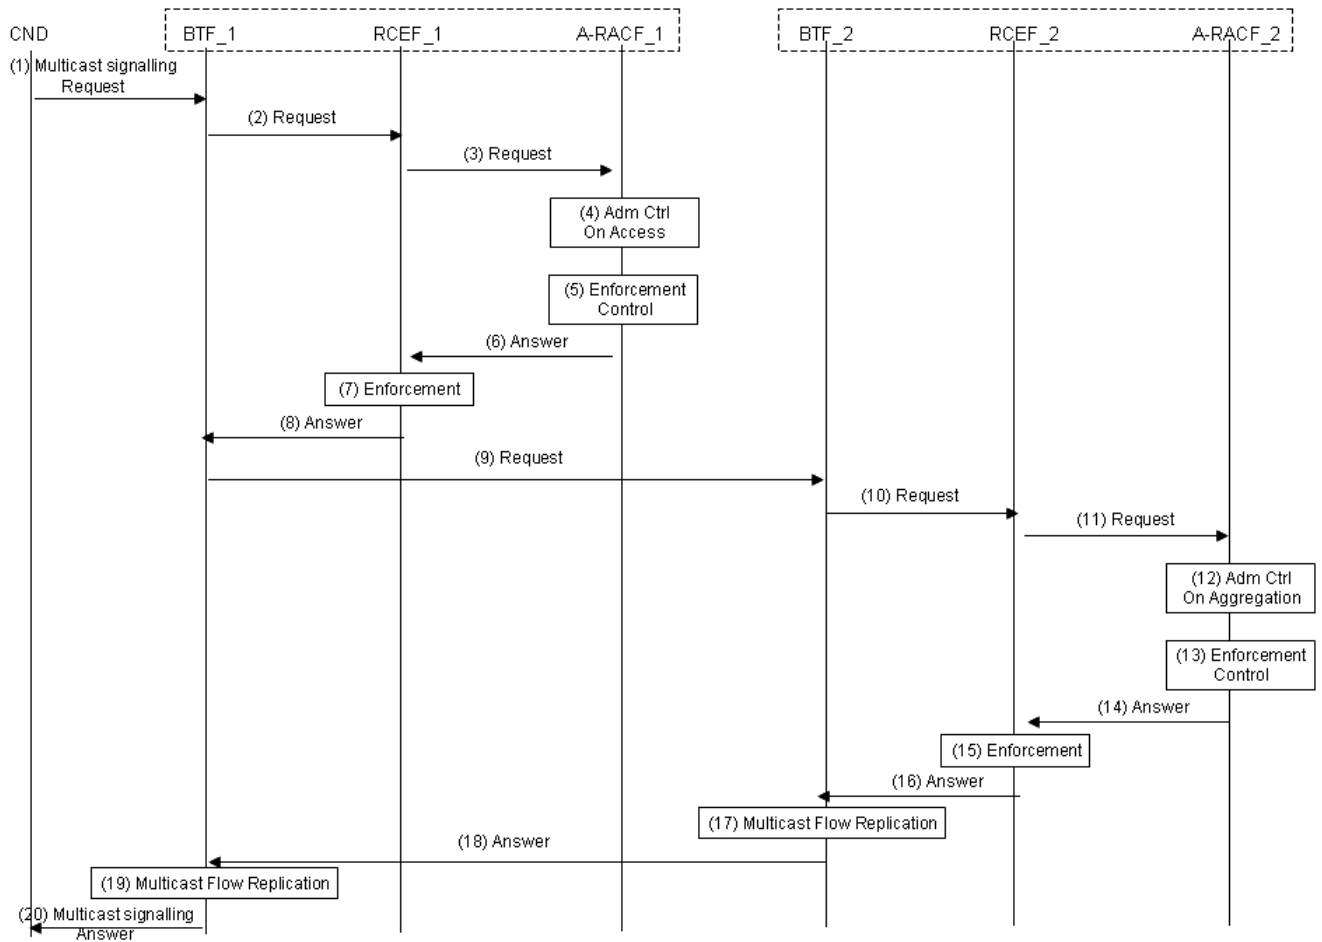 CND
BTF_1
RCEF_1
A-RACF_1
BTF_2
RCEF_2
A-RACF_2
(1) Multicast signalling
Request
(2) Request
(3) Request
(4) Adm Ctrl
On Access
(5) Enforcement
Control
(6) Answer
(7) Enforcement
(8) Answer
(9) Request
(10) Request
(11) Request
(12) Adm Ctrl
On Aggregation
(13) Enforcement
Control
(14) Answer
(15) Enforcement
(16) Answer
(17) Multicast Flow Replication
(18) Answer
(19) Multicast Flow Replication
(20) Multicast signalling
Answer